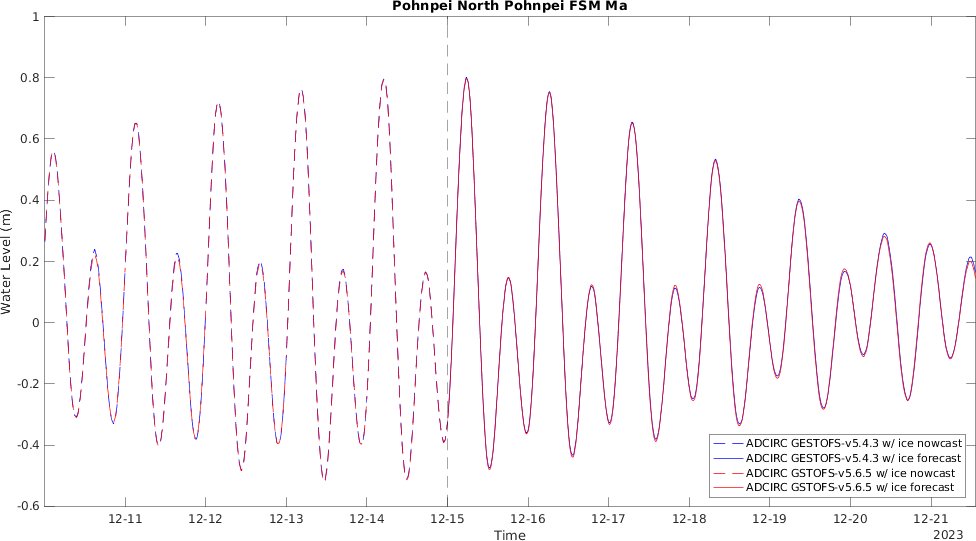 Pohnpei North Pohnpei FSM Ma
1
0.8
0.6
0.4
0.2
0
-0.2
-0.4
-0.6
Water Level (m)
ADCIRC GESTOFS-v5.4.3 w/ ice nowcast
ADCIRC GESTOFS-v5.4.3 w/ ice forecast
ADCIRC GSTOFS-v5.6.5 w/ ice nowcast
ADCIRC GSTOFS-v5.6.5 w/ ice forecast
12-11 12-12 12-13 12-14 12-15 12-16 12-17 12-18 12-19 12-20 12-21
Time 2023